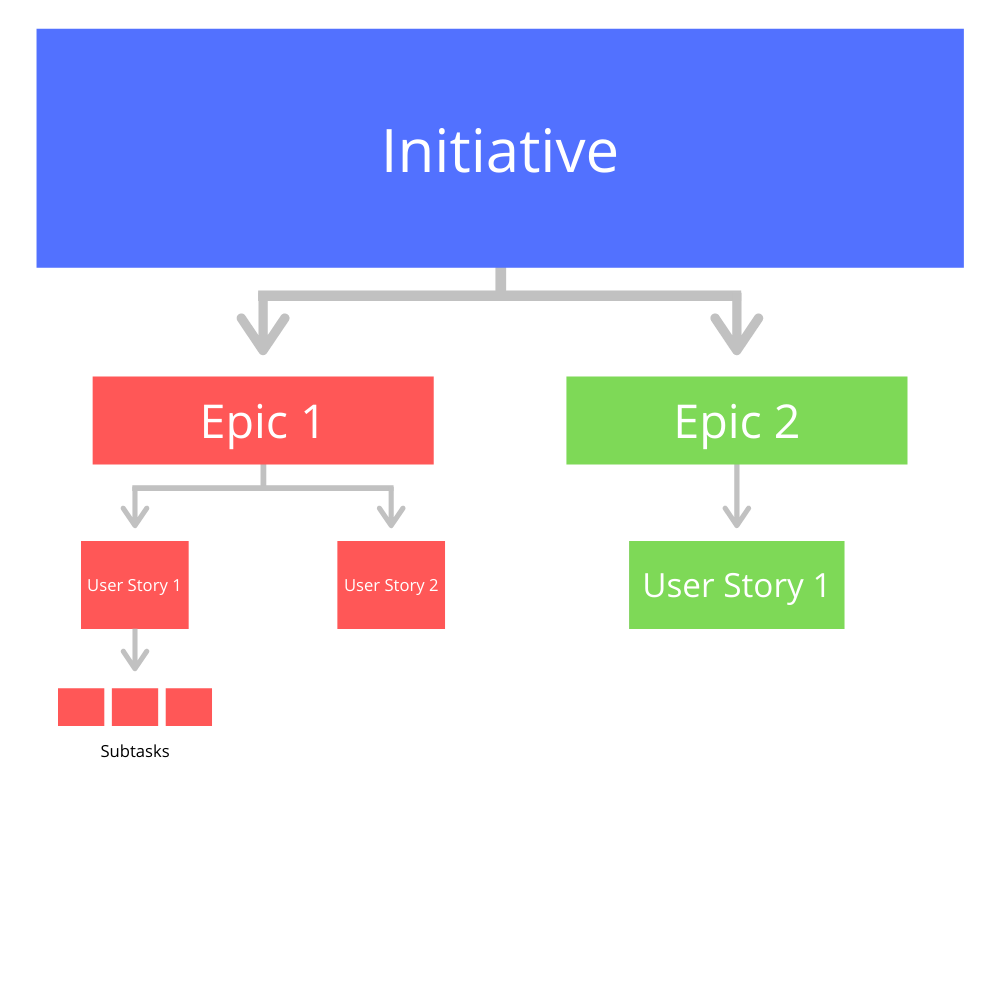 Initiative
Epic 1
Epic 2
User Story 1
User Story 2
User Story 1
Subtasks